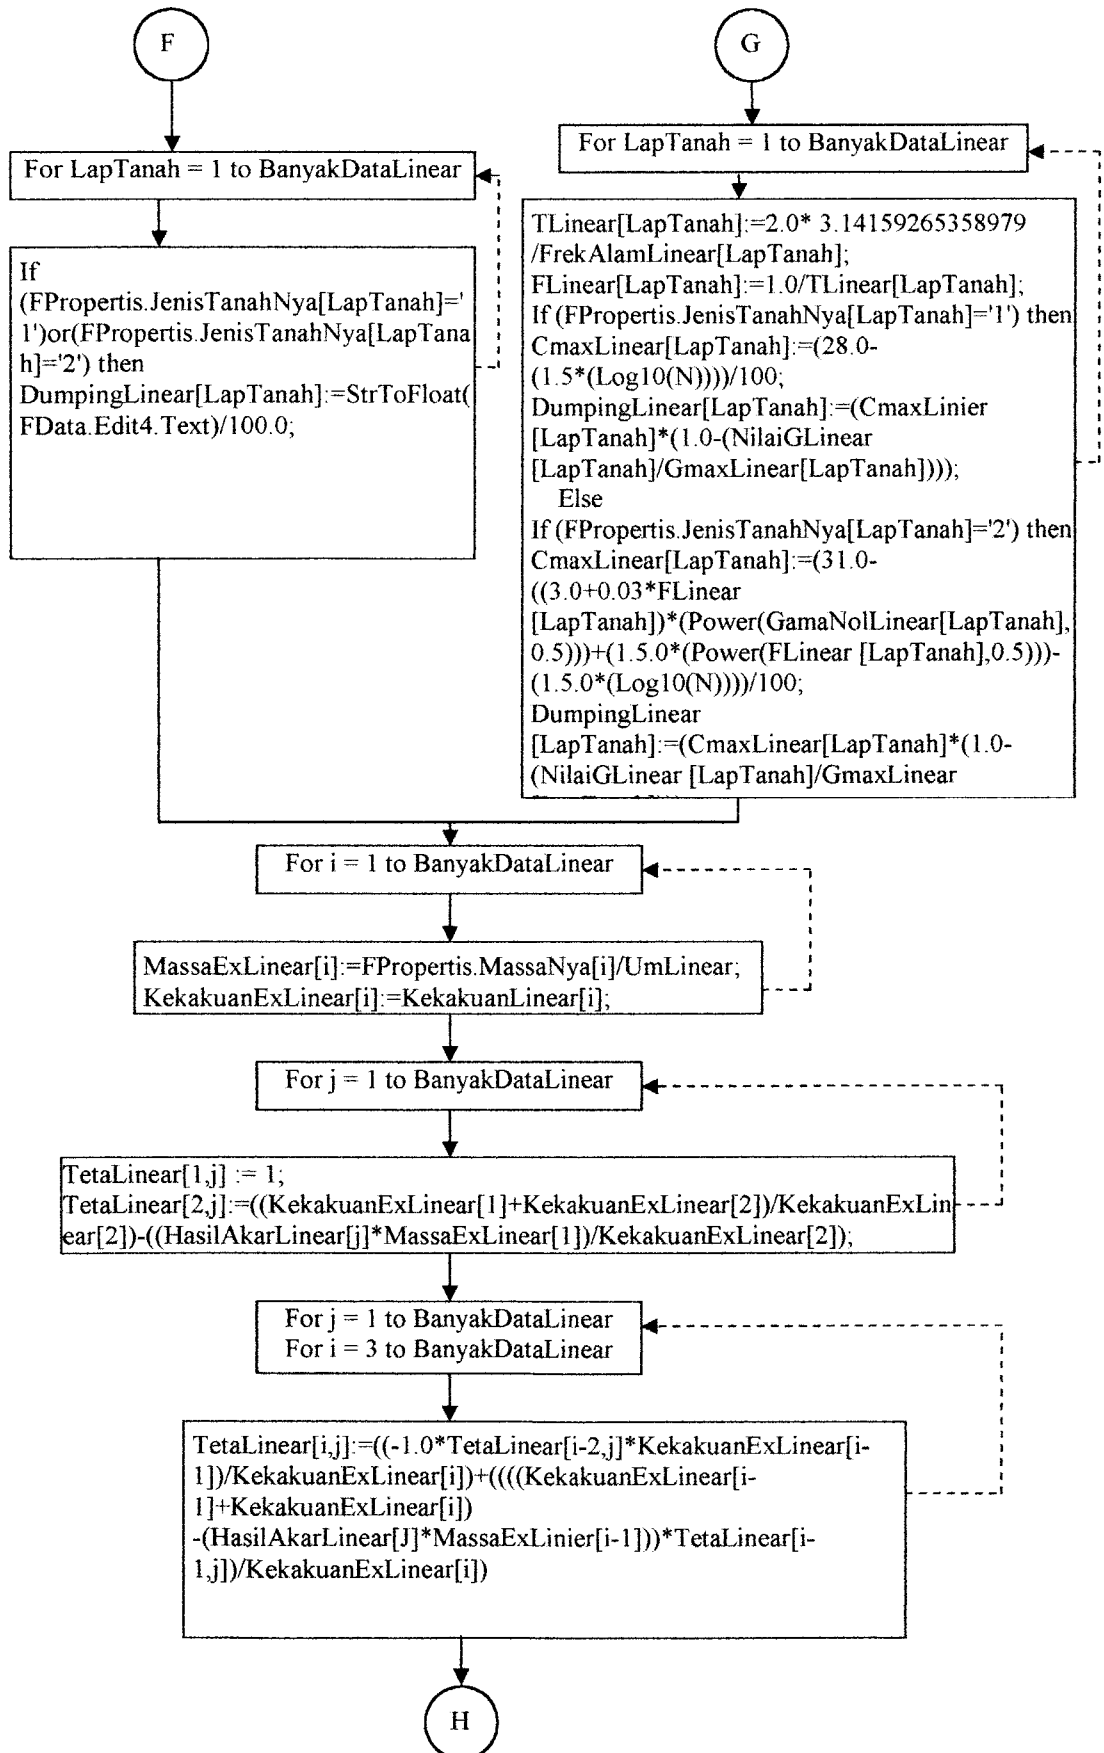 F
For LapTanah = 1 to BanyakDataLinear
If
(FPropertis.JenisTanahNya[LapTanah]='
1')or(FPropertis.JenisTanahNya[LapTana
h]='2') then
DumpingLinear[LapTanah]:=StrToFloat(
FData.Edit4.Text)/100.0;
G
For LapTanah = 1 to BanyakDataLinear
TLinear[LapTanah]:=2.0* 3.14159265358979
/FrekAlamLinear[LapTanah];
FLinear[LapTanah]:=1.0/TLinear[LapTanah];
If (FPropertis.JenisTanahNya[LapTanah]='1') then
CmaxLinear[LapTanah]:=(28.0-
(1.5*(Log10(N))))/100;
DumpingLinear[LapTanah]:=(CmaxLinier
[LapTanah]*(1.0-(NilaiGLinear
[LapTanah]/GmaxLinear[LapTanah])));
Else
If (FPropertis.JenisTanahNya[LapTanah]='2') then
CmaxLinear[LapTanah]:=(31.0-
((3.0+0.03*FLinear
[LapTanah])*(Power(GamaNolLinear[LapTanah],
0.5)))+(1.5.0*(Power(FLinear [LapTanah],0.5)))-
(1.5.0*(Log10(N))))/100;
DumpingLinear
[LapTanah]:=(CmaxLinear[LapTanah]*(1.0-
(NilaiGLinear [LapTanah]/GmaxLinear
For i = 1 to BanyakDataLinear
MassaExLinear[i]:=FPropertis.MassaNya[i]/UmLinear;
KekakuanExLinear[i]:=KekakuanLinear[i];
For j = 1 to BanyakDataLinear
TetaLinear[1,j] := 1;
TetaLinear[2,j]:=((KekakuanExLinear[1]+KekakuanExLinear[2])/KekakuanExLin
ear[2])-((HasilAkarLinear[j]*MassaExLinear[1])/KekakuanExLinear[2]);
For j = 1 to BanyakDataLinear
For i = 3 to BanyakDataLinear
TetaLinear[i,j]:=((-1.0*TetaLinear[i-2,j]*KekakuanExLinear[i-
1])/KekakuanExLinear[i])+((((KekakuanExLinear[i-
1]+KekakuanExLinear[i])
-(HasilAkarLinear[J]*MassaExLinier[i-1]))*TetaLinear[i-
1,j])/KekakuanExLinear[i])
H